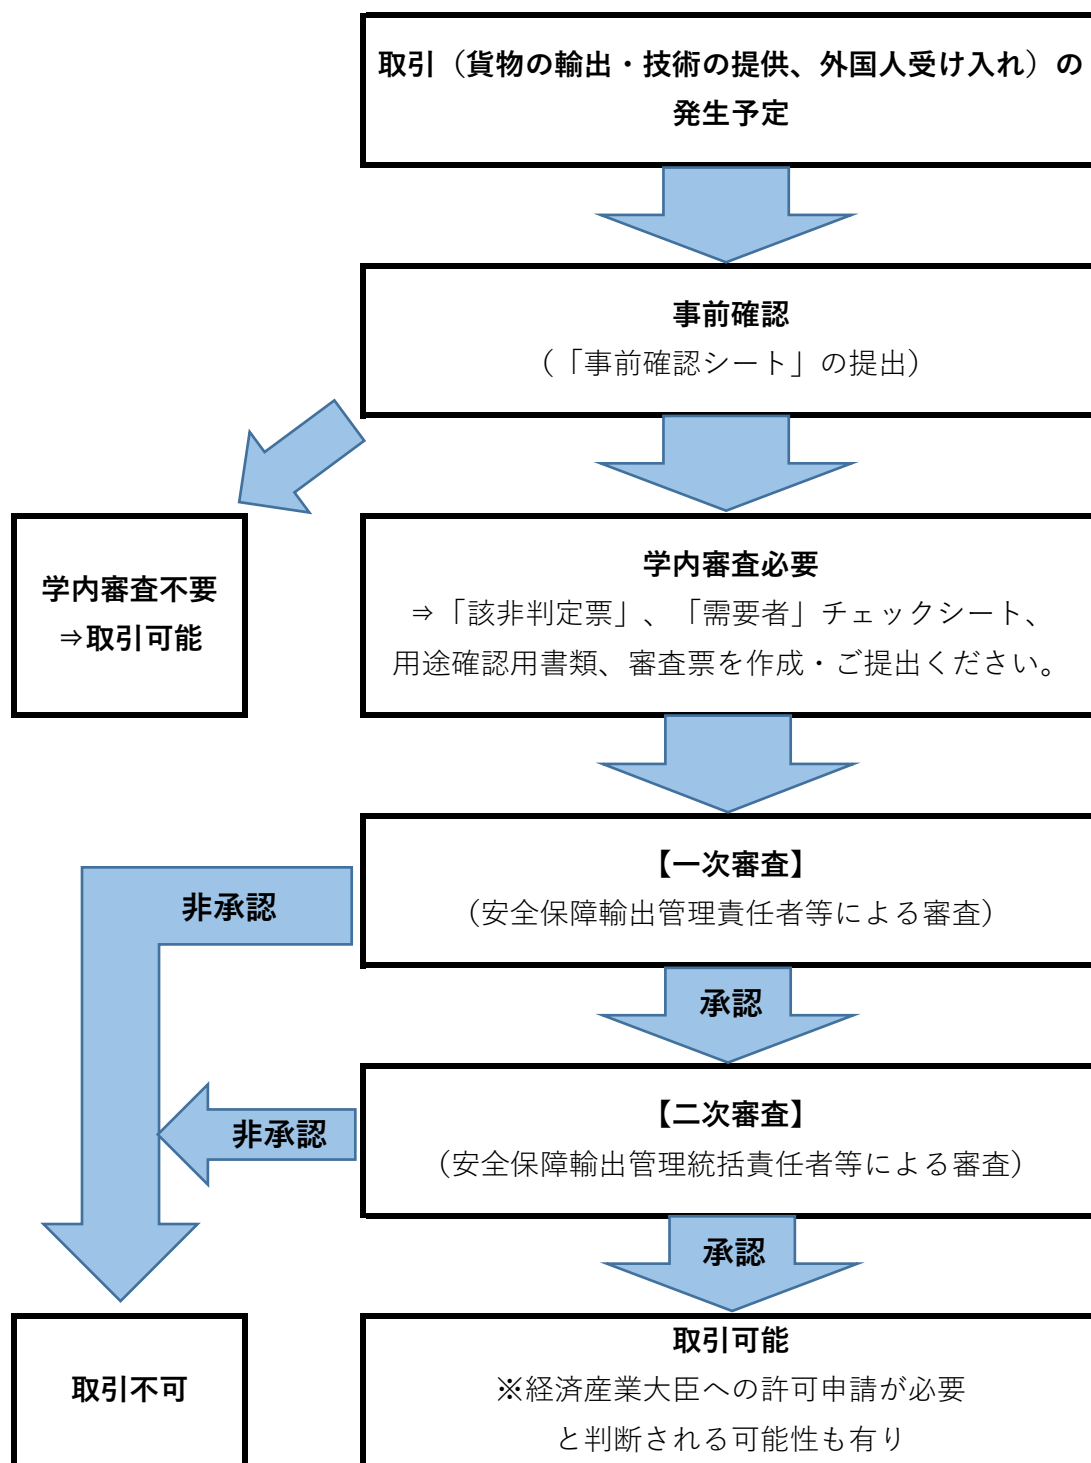 取引（貨物の輸出・技術の提供、外国人受け入れ）の
発生予定
事前確認
（「事前確認シート」の提出）
学内審査不要
⇒取引可能
学内審査必要
⇒「該非判定票」、「需要者」チェックシート、
用途確認用書類、審査票を作成・ご提出ください。
【一次審査】
（安全保障輸出管理責任者等による審査）
非承認
承認
【二次審査】
（安全保障輸出管理統括責任者等による審査）
非承認
承認
取引不可
取引可能
※経済産業大臣への許可申請が必要
と判断される可能性も有り